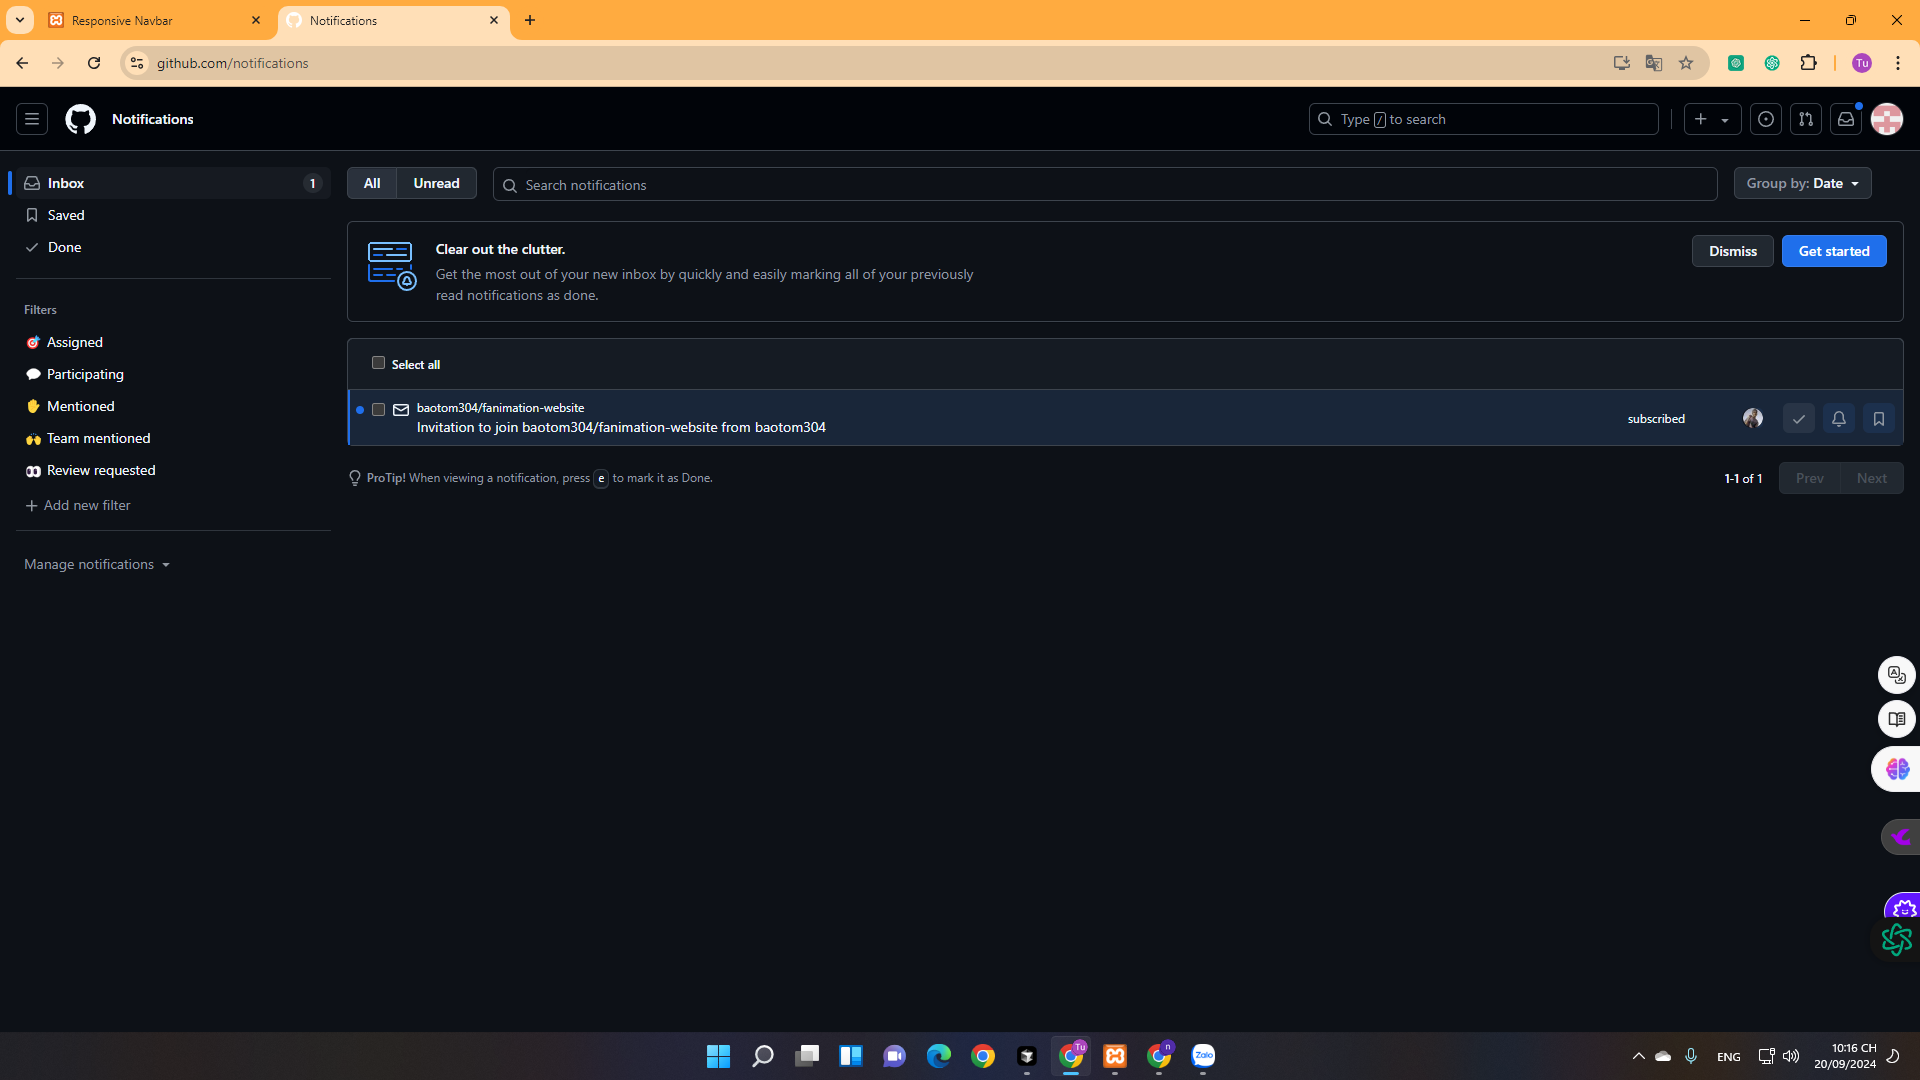 Responsive Navbar
Notifications
github.com/notifications
Tu
Notifications
Type / to search
Inbox 1
Saved
Done
Filters
Assigned
Participating
Mentioned
Team mentioned
Review requested
Add new filter
Manage notifications
All Unread
Search notifications
Group by: Date
Clear out the clutter.
Get the most out of your new inbox by quickly and easily marking all of your previously
read notifications as done.
Dismiss Get started
Select all
baotom304/fanimation-website
Invitation to join baotom304/fanimation-website from baotom304
subscribed
ProTip! When viewing a notification, press e to mark it as Done.
1-1 of 1 Prev Next
Tu
n
Zalo
ENG
10:16 CH
20/09/2024